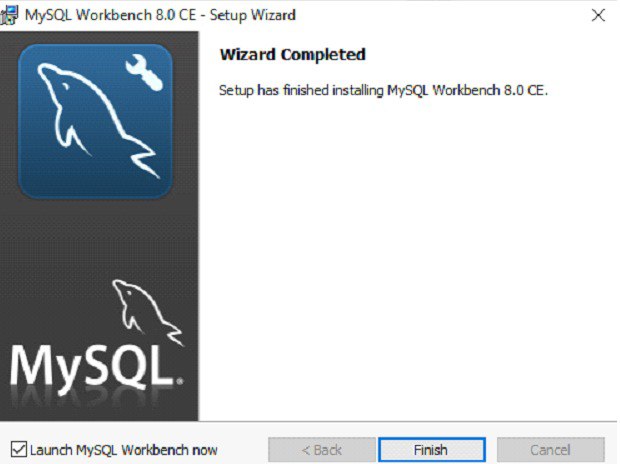 MySQL Workbench 8.0 CE - Setup Wizard
Wizard Completed
Setup has finished installing MySQL Workbench 8.0 CE.
MySQL®
Launch MySQL Workbench now
< Back
Finish
Cancel